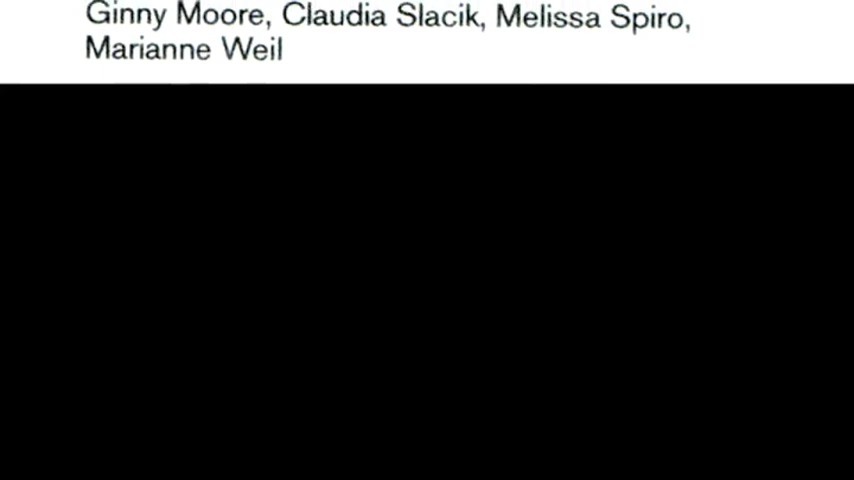 Ginny Moore, Claudia Slacik, Melissa Spiro,
Marianne Weil